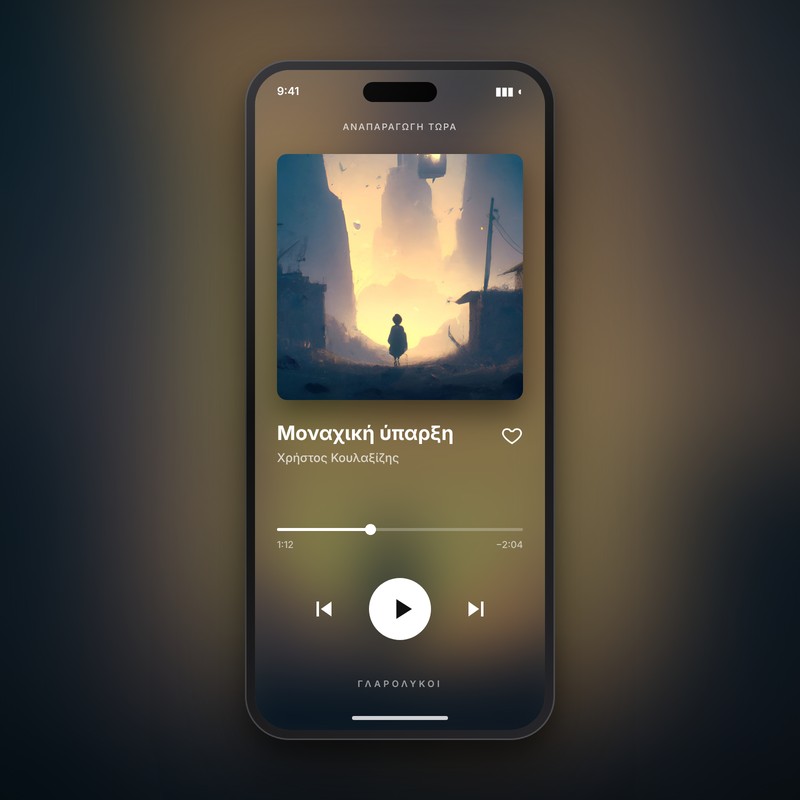 9:41
ΑΝΑΠΑΡΑΓΩΓΗ ΤΩΡΑ
Μοναχική ύπαρξη
Χρήστος Κουλαξίζης
1:12
−2:04
ΓΛΑΡΟΛΥΚΟΙ